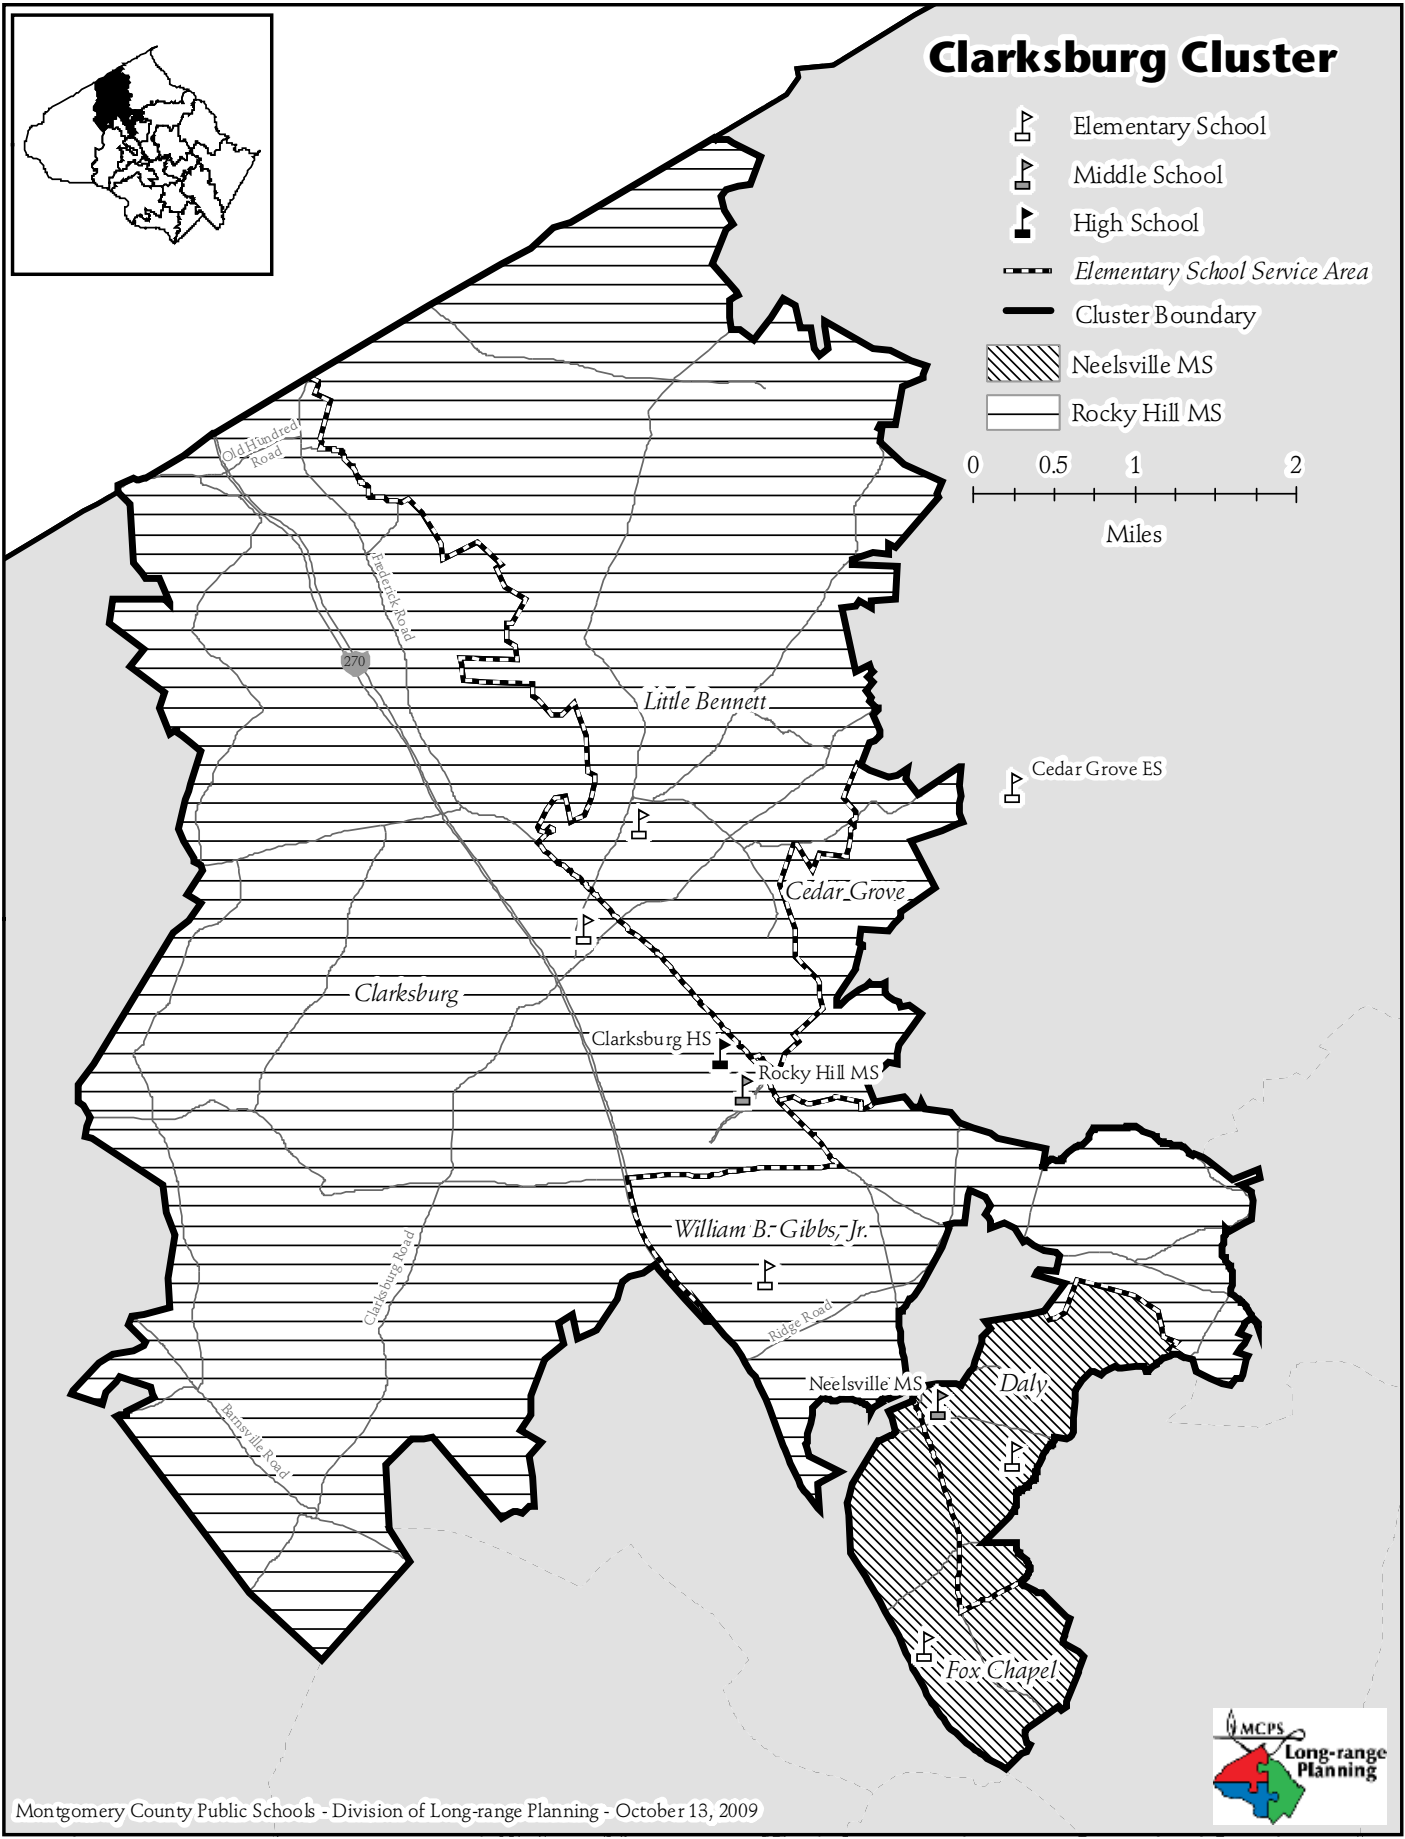 Clarksburg Cluster
Elementary School
Middle School
High School
Elementary School Service Area
Cluster Boundary
Neelsville MS
Rocky Hill MS
0 0.5 1 2
Miles
Old Hundred
Road
Frederick Road
270
Little Bennett
Cedar Grove ES
Cedar Grove
Clarksburg
Clarksburg HS
Rocky Hill MS
William B. Gibbs, Jr.
Clarksburg Road
Ridge Road
Neelsville MS
Daly
Barnsville Road
Fox Chapel
MCPS
Long-range
Planning
Montgomery County Public Schools - Division of Long-range Planning - October 13, 2009